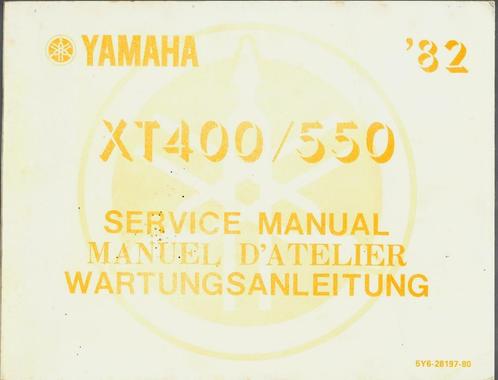 YAMAHA '82
XT400/550
SERVICE MANUAL
MANUEL D'ATELIER
WARTUNGSANLEITUNG
5Y6-28197-80